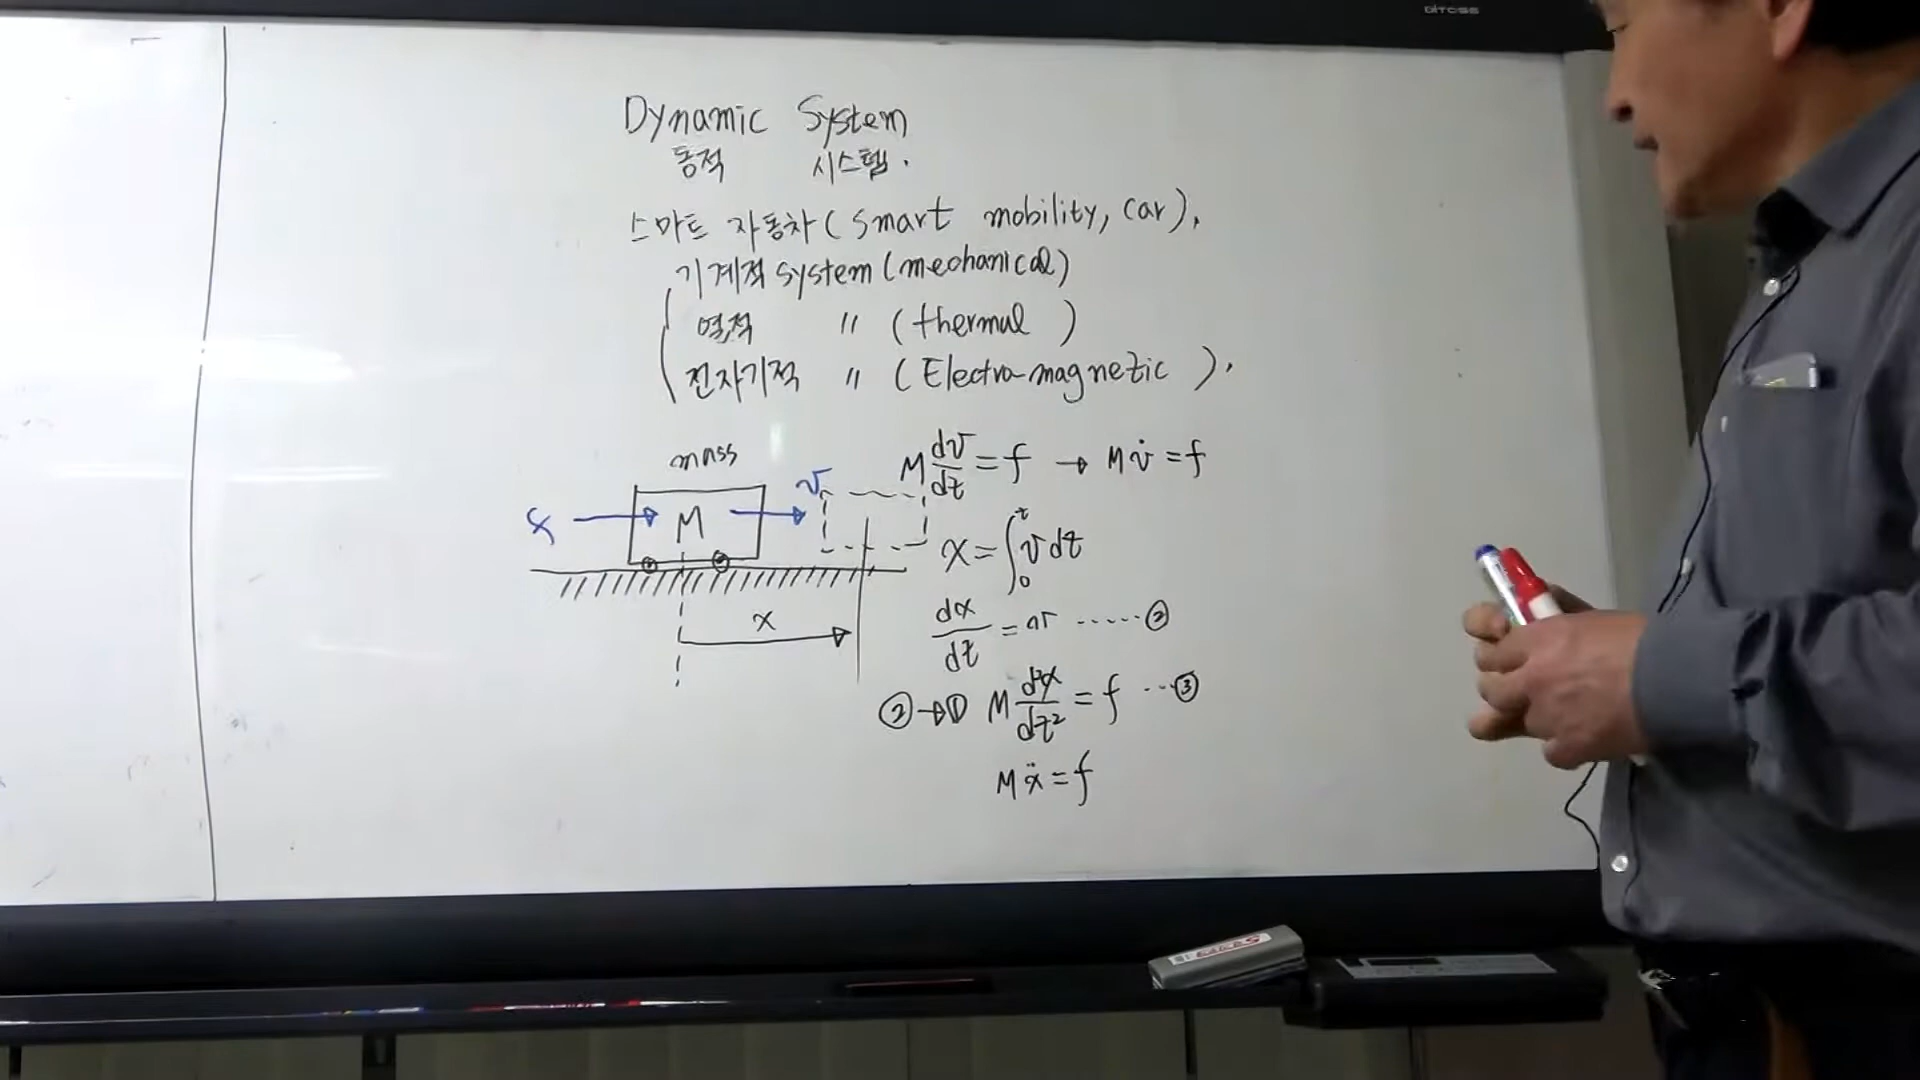 DYnamic System
동적 시스템.
스마트 자동차(smart mobility, car),
기계적 system (mechanical)
열적 〃 (thermal)
전자기적 〃 (Electro-magnetic).
mass
f M v
x
M dv/dt = f → M v̇ = f
x = ∫₀ᵗ v dt
dx/dt = v ······②
②→① M d²x/dt² = f ···③
M ẍ = f